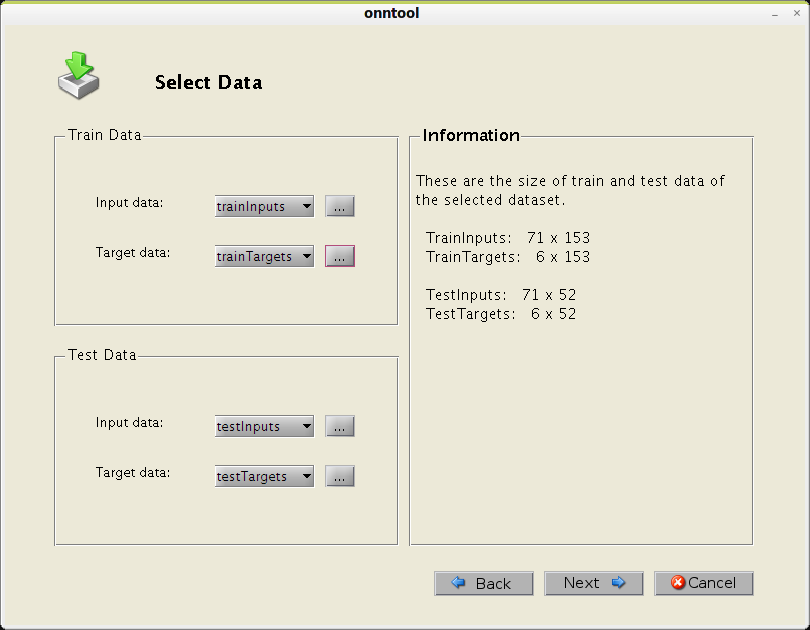 onntool
Select Data
Train Data
Input data:
trainInputs
...
Target data:
trainTargets
...
Test Data
Input data:
testInputs
...
Target data:
testTargets
...
Information
These are the size of train and test data of
the selected dataset.
TrainInputs: 71 x 153
TrainTargets: 6 x 153
TestInputs: 71 x 52
TestTargets: 6 x 52
Back
Next
Cancel